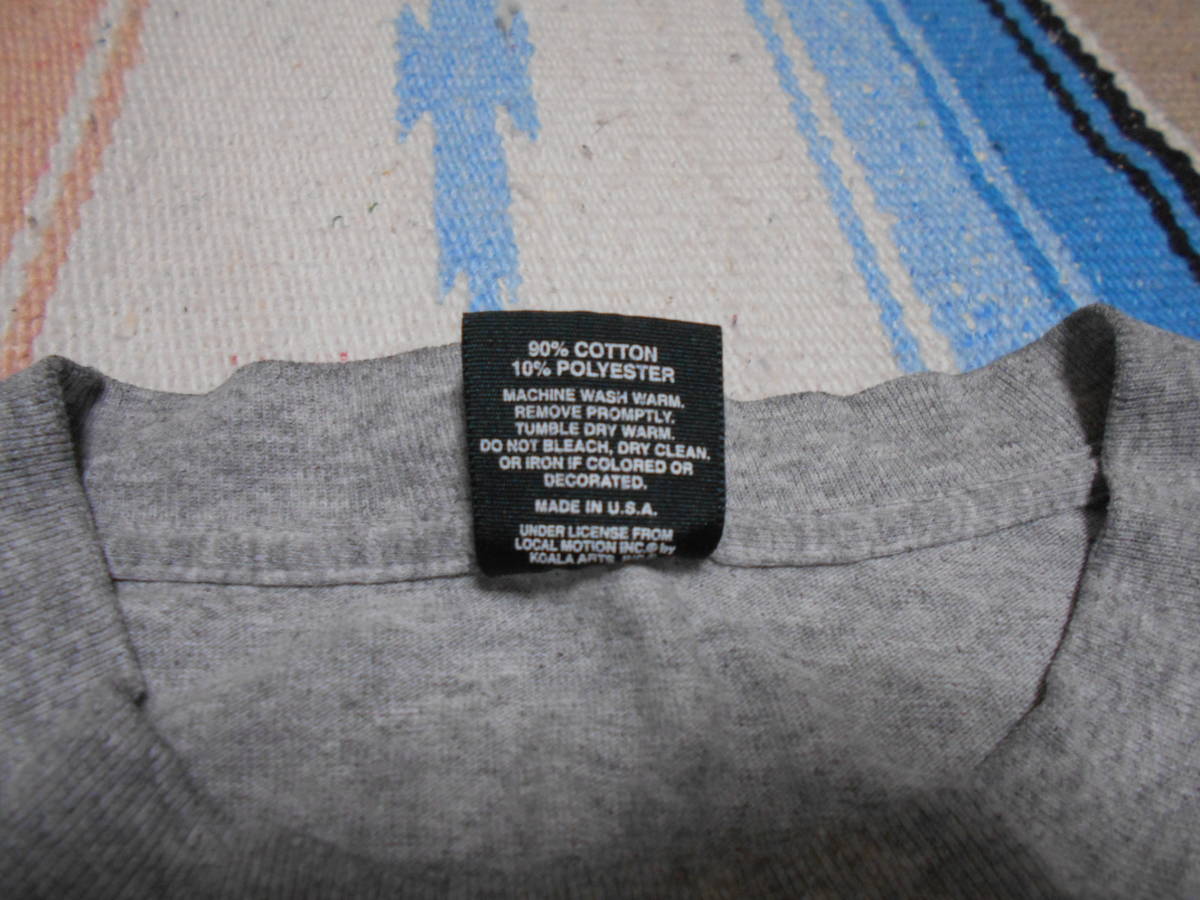 90% COTTON
10% POLYESTER
MACHINE WASH WARM.
REMOVE PROMPTLY.
TUMBLE DRY WARM.
DO NOT BLEACH, DRY CLEAN,
OR IRON IF COLORED OR
DECORATED.
MADE IN U.S.A.
UNDER LICENSE FROM
LOCAL MOTION INC.® by
KOALA ARTS,